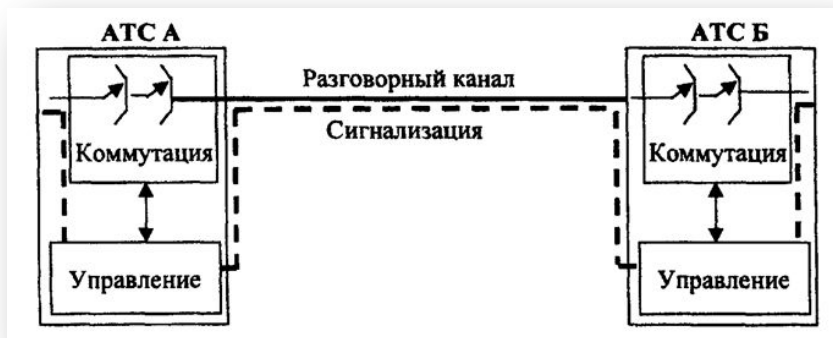 АТС А
АТС Б
Разговорный канал
Сигнализация
Коммутация
Коммутация
Управление
Управление